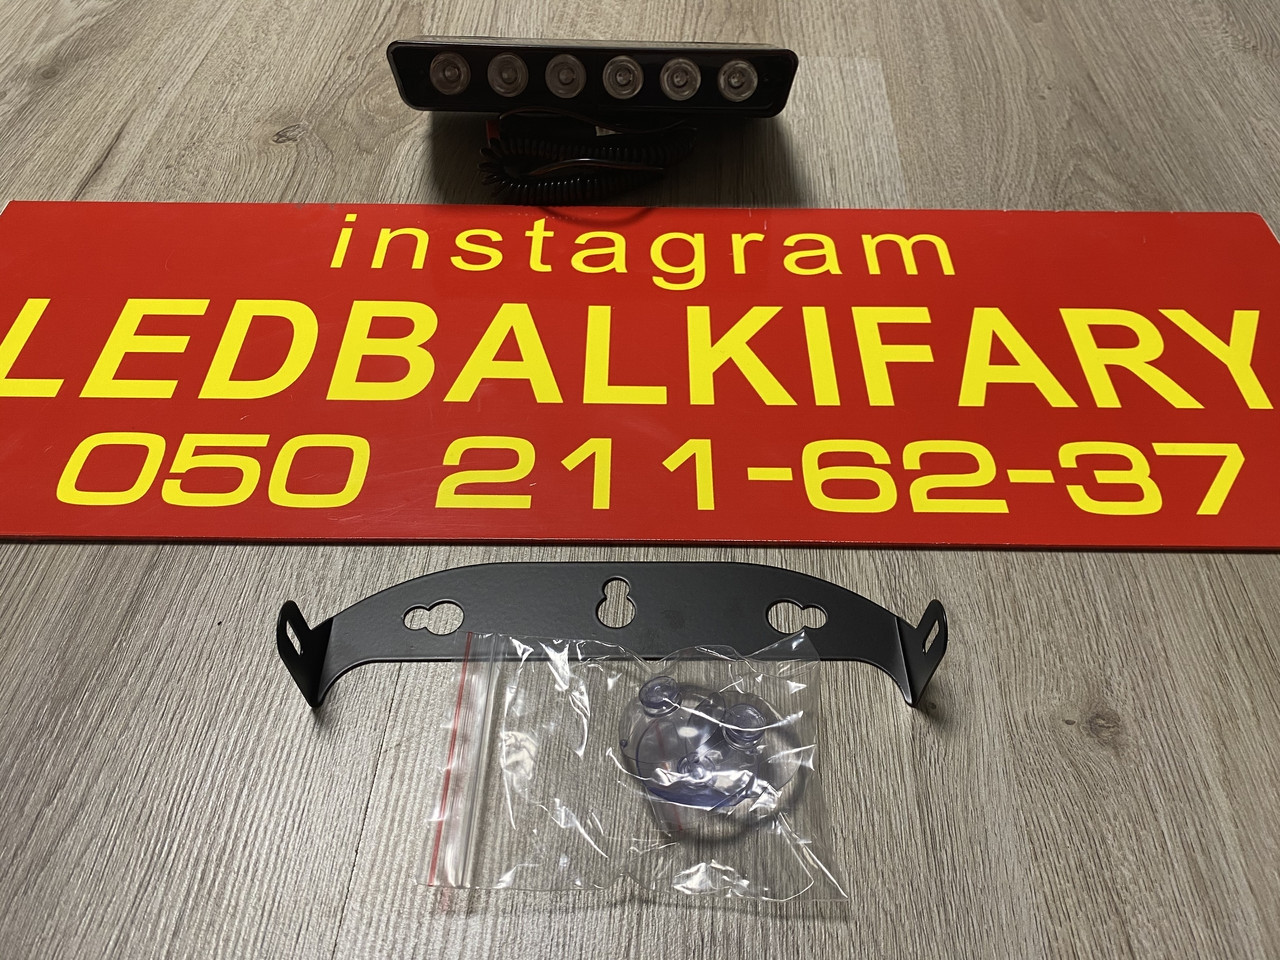 instagram
LEDBALKIFARY
050 211-62-37